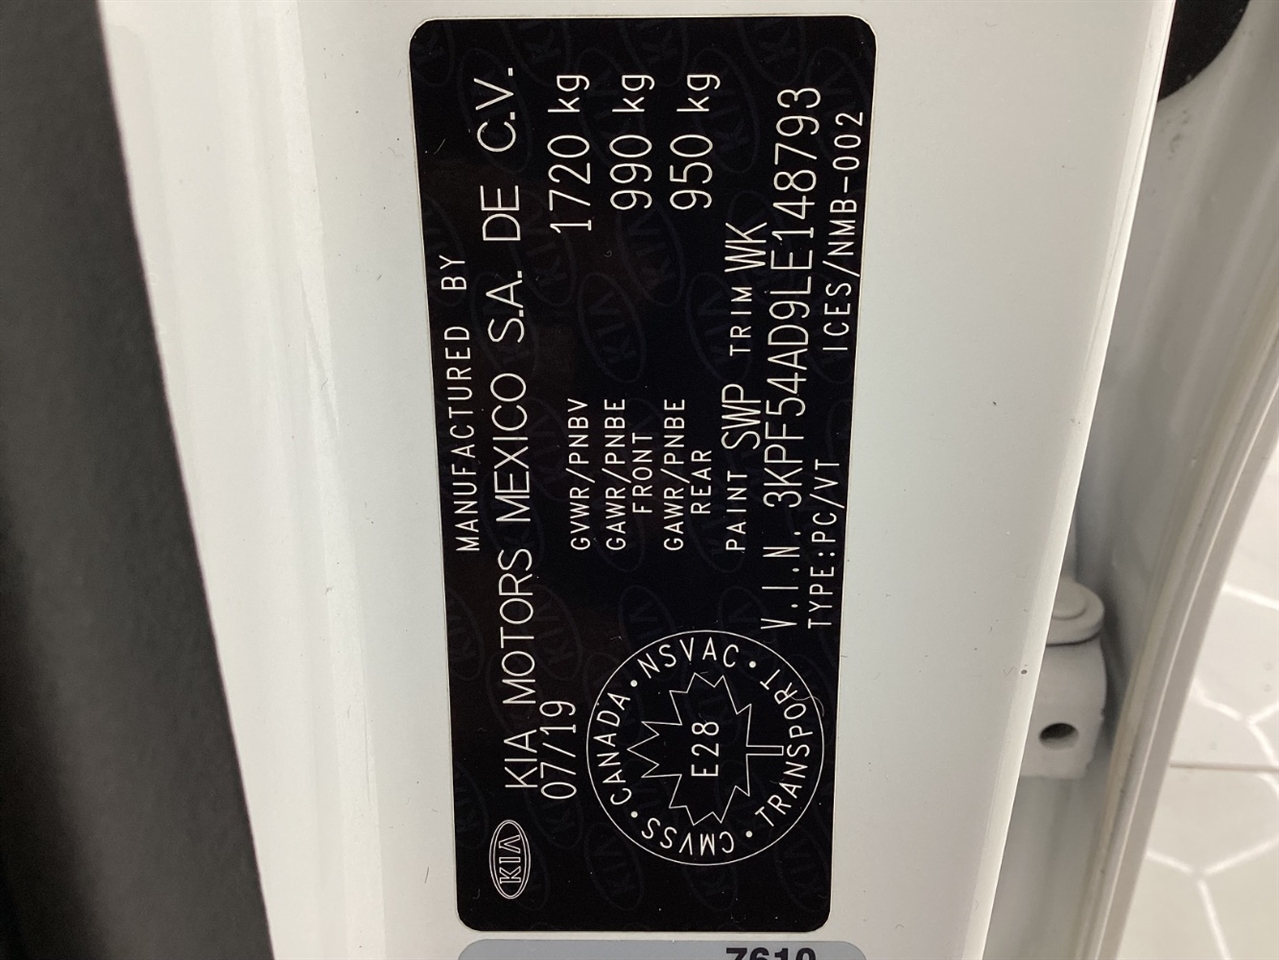 MANUFACTURED BY
KIA MOTORS MEXICO S.A. DE C.V.
KIA
07/19
GVWR/PNBV 1720 kg
GAWR/PNBE FRONT 990 kg
GAWR/PNBE REAR 950 kg
PAINT SWP TRIM WK
V.I.N. 3KPF54AD9LE148793
TYPE:PC/VT ICES/NMB-002
CANADA • NSVAC • TRANSPORT • CMVSS •
E28
7610